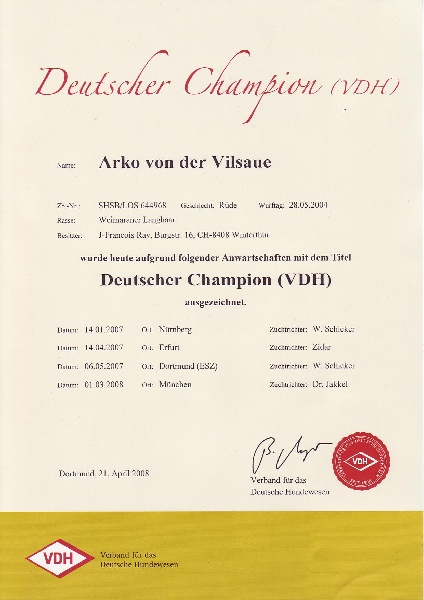 Deutscher Champion (VDH)
Name: Arko von der Vilsaue
Zb.-Nr.: SHSB/LOS 644968 Geschlecht: Rüde Wurftag: 28.05.2004
Rasse: Weimaraner Langhaar
Besitzer: J-Francois Ray, Burgstr. 16, CH-8408 Winterthur
wurde heute aufgrund folgender Anwartschaften mit dem Titel
Deutscher Champion (VDH)
ausgezeichnet.
Datum: 14.01.2007 Ort: Nürnberg Zuchtrichter: W. Schicker
Datum: 14.04.2007 Ort: Erfurt Zuchtrichter: Zidar
Datum: 06.05.2007 Ort: Dortmund (ESZ) Zuchtrichter: W. Schicker
Datum: 01.03.2008 Ort: München Zuchtrichter: Dr. Jakkel
Dortmund, 21. April 2008
Verband für das
Deutsche Hundewesen
VDH
VDH
Verband für das
Deutsche Hundewesen